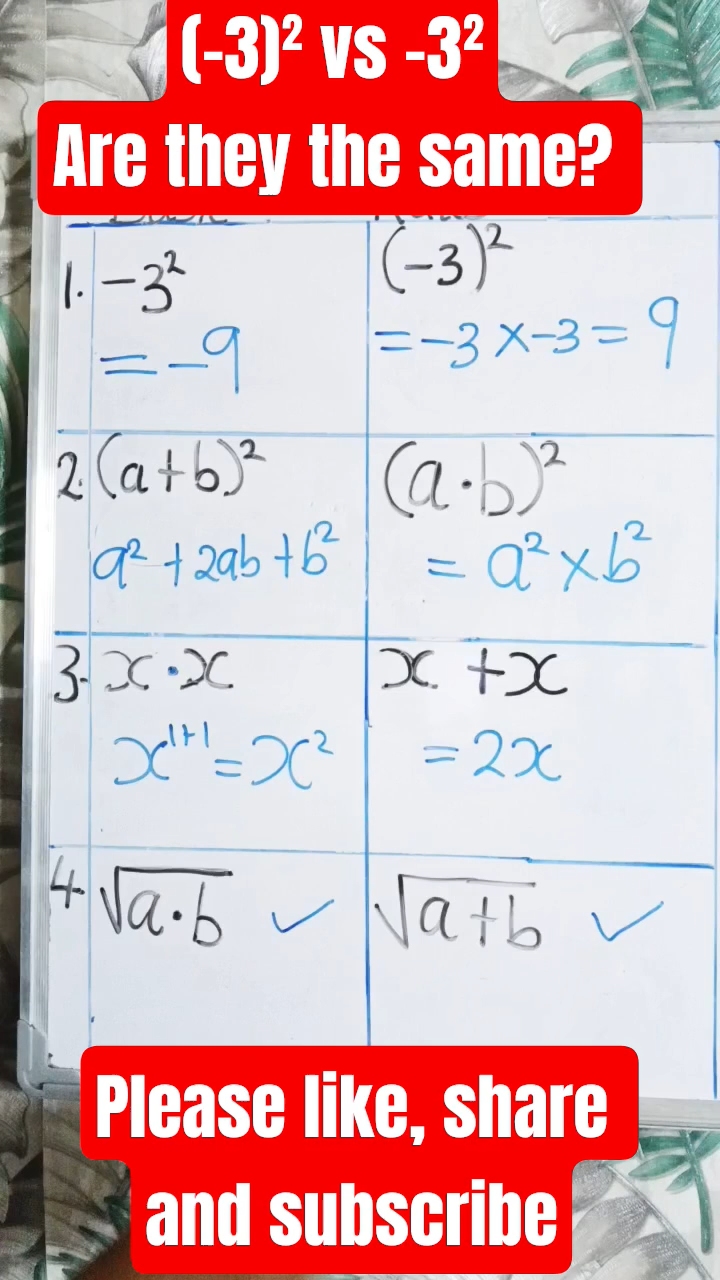 (-3)² vs -3²
Are they the same?
1. -3²
= -9
(-3)²
= -3 x -3 = 9
2. (a+b)²
a² + 2ab + b²
(a·b)²
= a² x b²
3. x·x
x¹⁺¹ = x²
x + x
= 2x
4. √a·b ✓
√a+b ✓
Please like, share
and subscribe